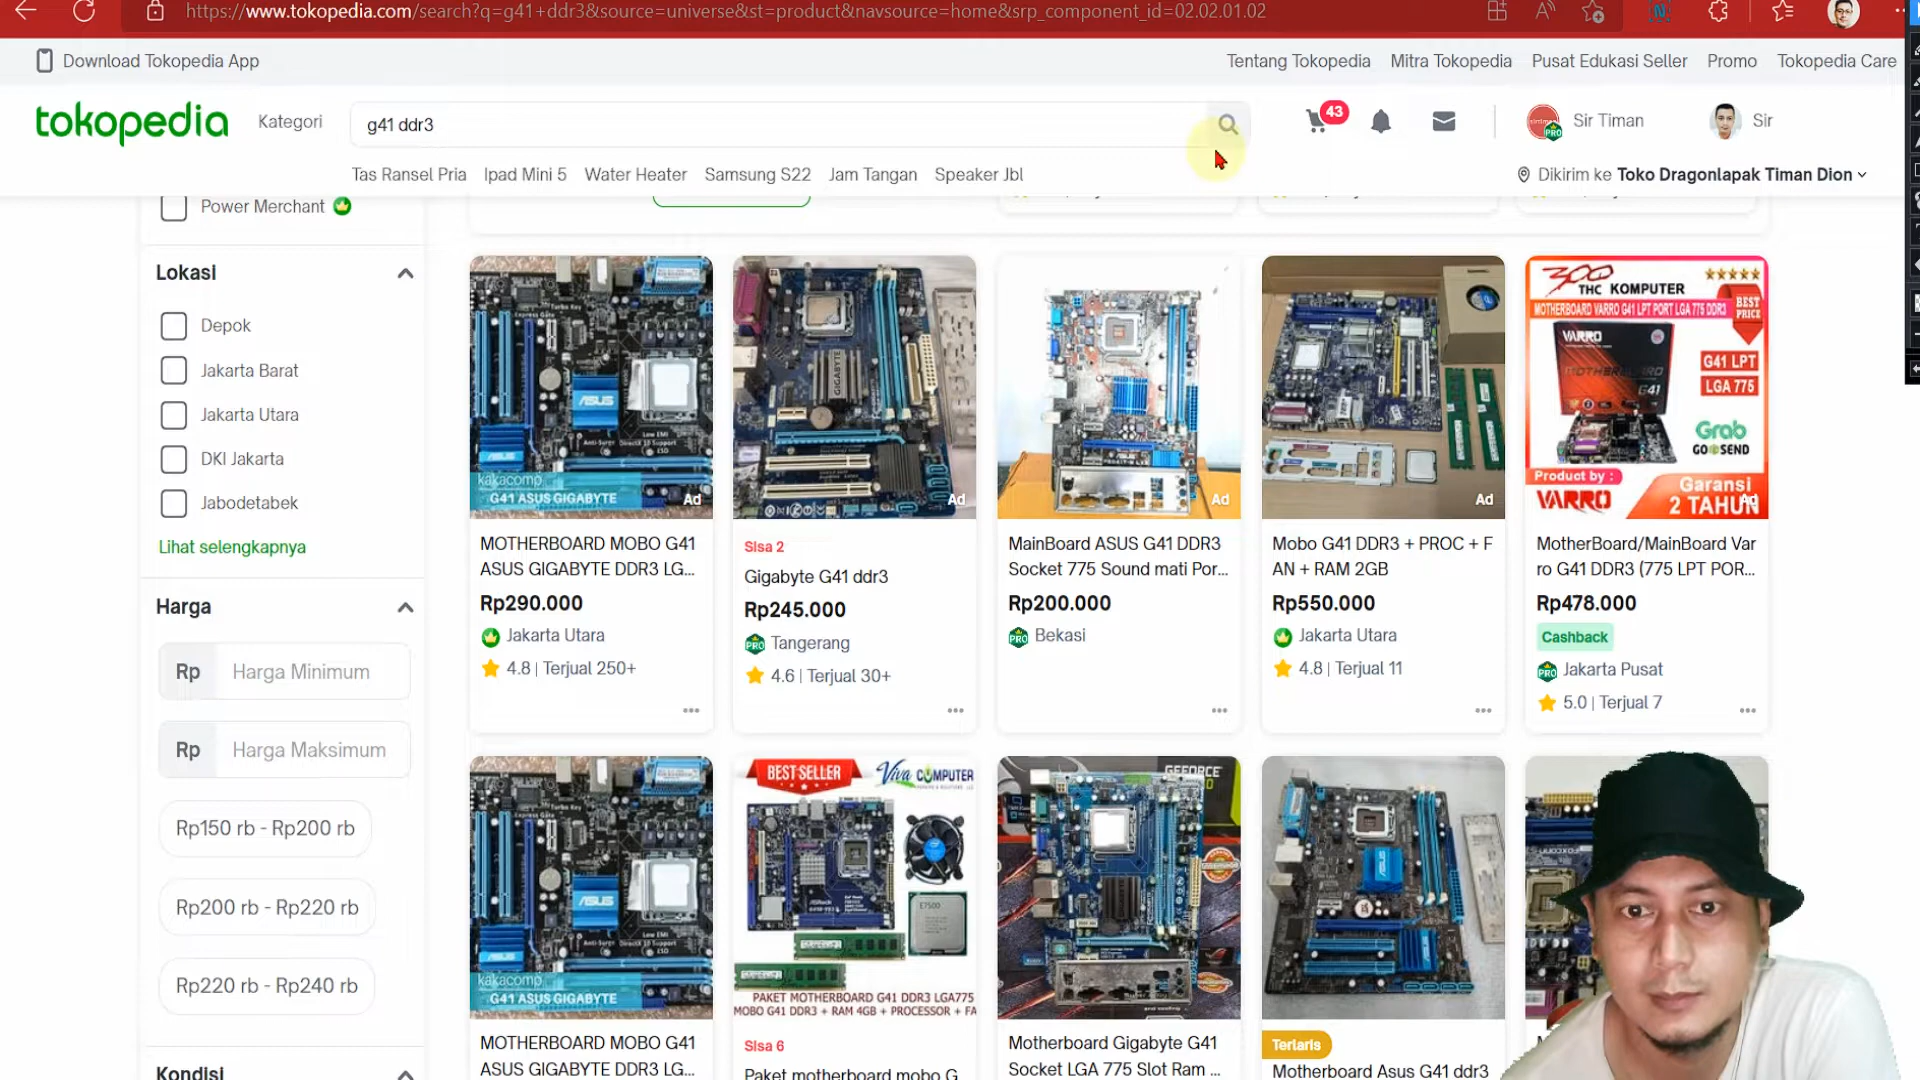 https://www.tokopedia.com/search?q=g41+ddr3&source=universe&st=product&navsource=home&srp_component_id=02.02.01.02
Download Tokopedia App
Tentang Tokopedia
Mitra Tokopedia
Pusat Edukasi Seller
Promo
Tokopedia Care
tokopedia
Kategori
g41 ddr3
43
PRO
Sir Timan
Sir
Tas Ransel Pria
Ipad Mini 5
Water Heater
Samsung S22
Jam Tangan
Speaker Jbl
Dikirim ke Toko Dragonlapak Timan Dion
Power Merchant
Lokasi
Depok
Jakarta Barat
Jakarta Utara
DKI Jakarta
Jabodetabek
Lihat selengkapnya
Harga
Rp Harga Minimum
Rp Harga Maksimum
Rp150 rb - Rp200 rb
Rp200 rb - Rp220 rb
Rp220 rb - Rp240 rb
Kondisi
ASUS
kakacomp
G41 ASUS GIGABYTE
Ad
MOTHERBOARD MOBO G41
ASUS GIGABYTE DDR3 LG...
Rp290.000
Jakarta Utara
4.8 | Terjual 250+
GIGABYTE
Ad
Sisa 2
Gigabyte G41 ddr3
Rp245.000
PRO Tangerang
4.6 | Terjual 30+
Ad
MainBoard ASUS G41 DDR3
Socket 775 Sound mati Por...
Rp200.000
PRO Bekasi
Ad
Mobo G41 DDR3 + PROC + F
AN + RAM 2GB
Rp550.000
Jakarta Utara
4.8 | Terjual 11
THC KOMPUTER
MOTHERBOARD VARRO G41 LPT PORT LGA 775 DDR3
BEST
PRICE
VARRO
MOTHERBOARD
G41
G41 LPT
LGA 775
Grab
GO SEND
Product by :
VARRO
Garansi
2 TAHUN
Ad
MotherBoard/MainBoard Var
ro G41 DDR3 (775 LPT POR...
Rp478.000
Cashback
PRO Jakarta Pusat
5.0 | Terjual 7
ASUS
kakacomp
G41 ASUS GIGABYTE
MOTHERBOARD MOBO G41
ASUS GIGABYTE DDR3 LG...
BEST SELLER
Viva COMPUTER
E7500
PAKET MOTHERBOARD G41 DDR3 LGA775
MOBO G41 DDR3 + RAM 4GB + PROCESSOR + FA
Sisa 6
Paket motherboard mobo G
GEFORCE
Motherboard Gigabyte G41
Socket LGA 775 Slot Ram ...
Terlaris
Motherboard Asus G41 ddr3